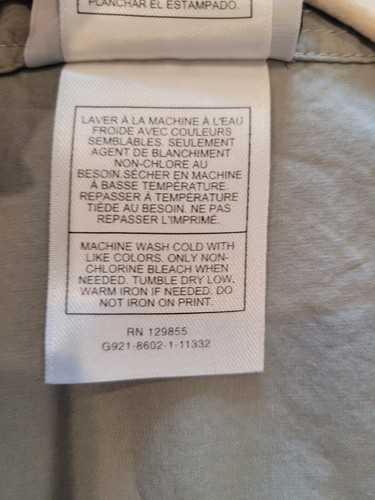 PLANCHAR EL ESTAMPADO.
LAVER À LA MACHINE À L'EAU
FROIDE AVEC COULEURS
SEMBLABLES. SEULEMENT
AGENT DE BLANCHIMENT
NON-CHLORE AU
BESOIN.SÉCHER EN MACHINE
À BASSE TEMPÉRATURE.
REPASSER À TEMPÉRATURE
TIÈDE AU BESOIN. NE PAS
REPASSER L'IMPRIMÉ.
MACHINE WASH COLD WITH
LIKE COLORS. ONLY NON-
CHLORINE BLEACH WHEN
NEEDED. TUMBLE DRY LOW.
WARM IRON IF NEEDED. DO
NOT IRON ON PRINT.
RN 129855
G921-8602-1-11332